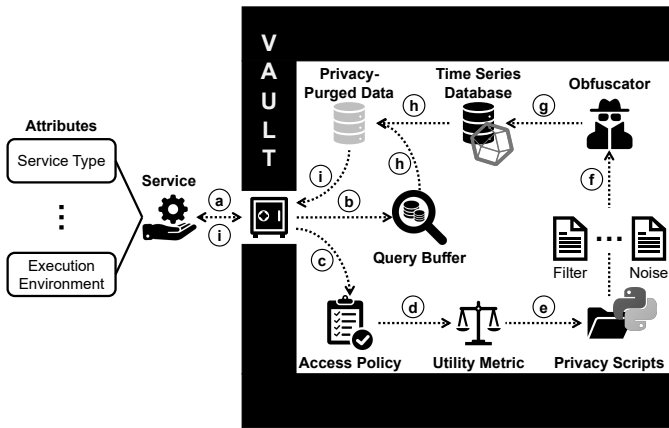 VAULT
Privacy-
Purged Data
Time Series
Database
Obfuscator
h
g
Attributes
Service Type
Service
i
h
f
a
b
i
⋮
Query Buffer
c
Filter
...
Noise
Execution
Environment
d
e
Access Policy
Utility Metric
Privacy Scripts